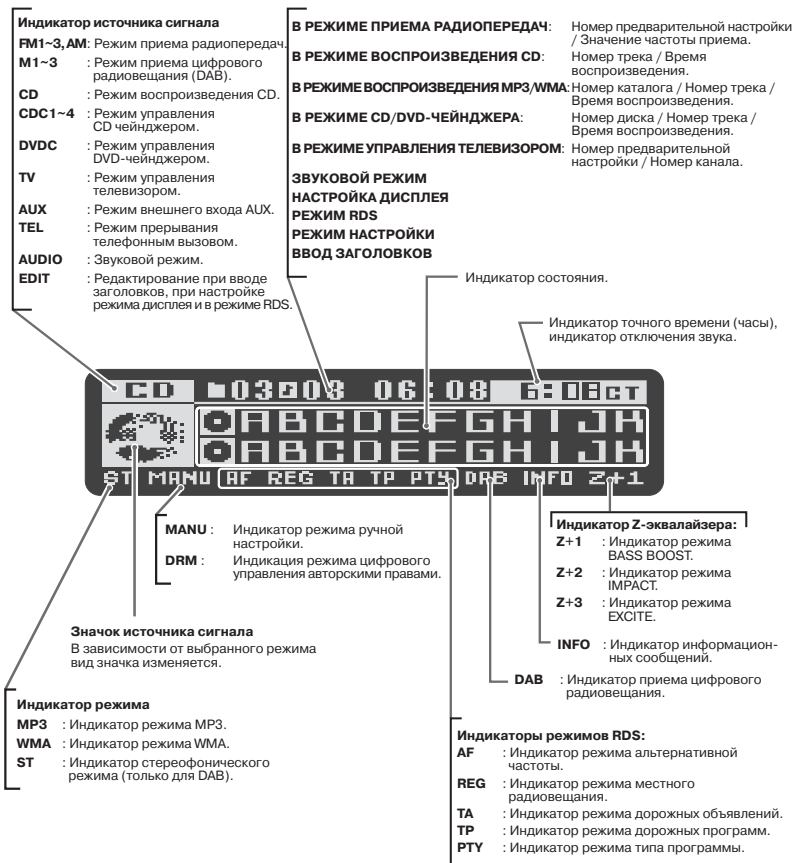 Индикатор источника сигнала
FM1~3, AM: Режим приема радиопередач.
M1~3 : Режим приема цифрового
радиовещания (DAB).
CD : Режим воспроизведения CD.
CDC1~4 : Режим управления
CD чейнджером.
DVDC : Режим управления
DVD-чейнджером.
TV : Режим управления
телевизором.
AUX : Режим внешнего входа AUX.
TEL : Режим прерывания
телефонным вызовом.
AUDIO : Звуковой режим.
EDIT : Редактирование при вводе
заголовков, при настройке
режима дисплея и в режиме RDS.
В РЕЖИМЕ ПРИЕМА РАДИОПЕРЕДАЧ: Номер предварительной настройки
/ Значение частоты приема.
В РЕЖИМЕ ВОСПРОИЗВЕДЕНИЯ CD: Номер трека / Время
воспроизведения.
В РЕЖИМЕ ВОСПРОИЗВЕДЕНИЯ MP3/WMA: Номер каталога / Номер трека /
Время воспроизведения.
В РЕЖИМЕ CD/DVD-ЧЕЙНДЖЕРА: Номер диска / Номер трека /
Время воспроизведения.
В РЕЖИМЕ УПРАВЛЕНИЯ ТЕЛЕВИЗОРОМ: Номер предварительной
настройки / Номер канала.
ЗВУКОВОЙ РЕЖИМ
НАСТРОЙКА ДИСПЛЕЯ
РЕЖИМ RDS
РЕЖИМ НАСТРОЙКИ
ВВОД ЗАГОЛОВКОВ
Индикатор состояния.
Индикатор точного времени (часы),
индикатор отключения звука.
CD 03 08 06:08 6:08 CT
ABCDEFGHIJK
ABCDEFGHIJK
ST MANU AF REG TA TP PTY DAB INFO Z+1
MANU : Индикатор режима ручной
настройки.
DRM : Индикация режима цифрового
управления авторскими правами.
Индикатор Z-эквалайзера:
Z+1 : Индикатор режима
BASS BOOST.
Z+2 : Индикатор режима
IMPACT.
Z+3 : Индикатор режима
EXCITE.
INFO : Индикатор информацион-
ных сообщений.
DAB : Индикатор приема цифрового
радиовещания.
Значок источника сигнала
В зависимости от выбранного режима
вид значка изменяется.
Индикатор режима
MP3 : Индикатор режима MP3.
WMA : Индикатор режима WMA.
ST : Индикатор стереофонического
режима (только для DAB).
Индикаторы режимов RDS:
AF : Индикатор режима альтернативной
частоты.
REG : Индикатор режима местного
радиовещания.
TA : Индикатор режима дорожных объявлений.
TP : Индикатор режима дорожных программ.
PTY : Индикатор режима типа программы.